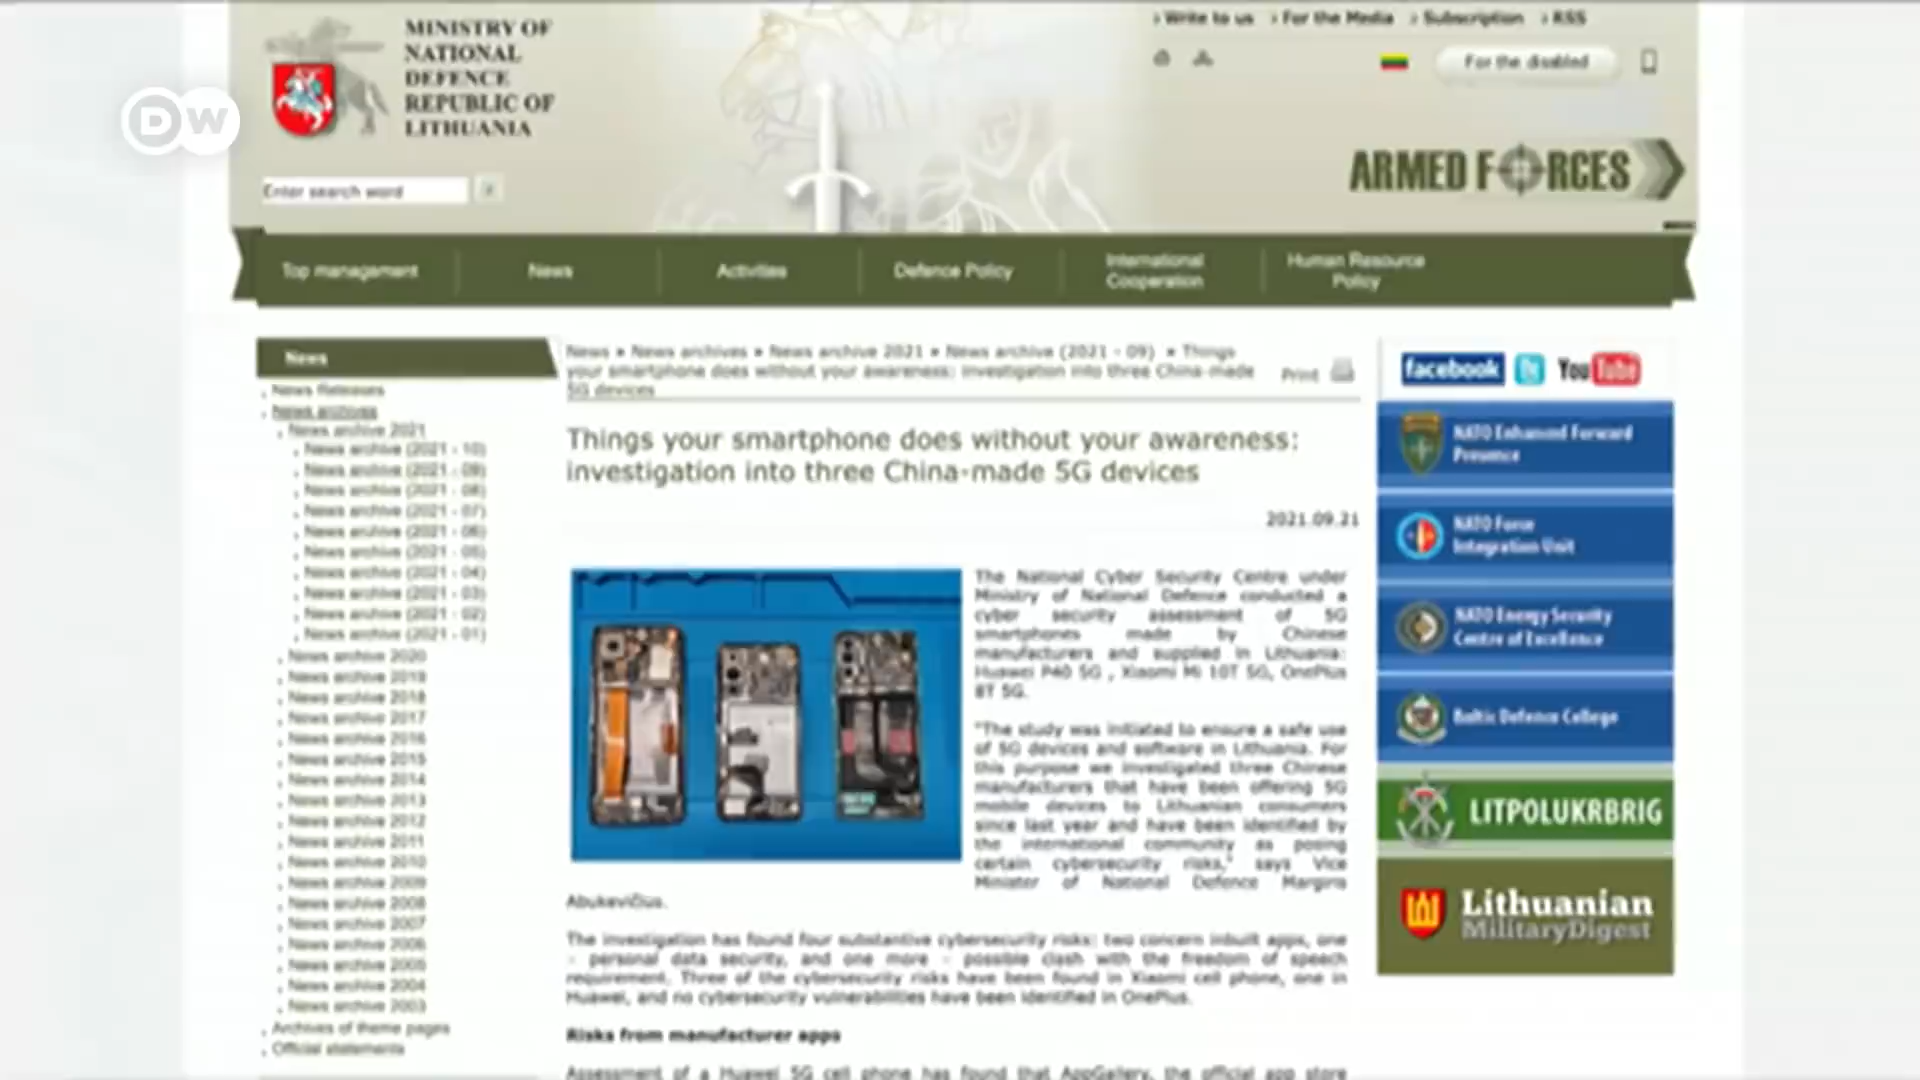 DW
MINISTRY OF
NATIONAL
DEFENCE
REPUBLIC OF
LITHUANIA
› Write to us › For the Media › Subscription › RSS
For the disabled
Enter search word
ARMED FORCES
Top management
News
Activities
Defence Policy
International
Cooperation
Human Resource
Policy
News
News Releases
News archives
News archive 2021
News archive (2021 - 10)
News archive (2021 - 09)
News archive (2021 - 08)
News archive (2021 - 07)
News archive (2021 - 06)
News archive (2021 - 05)
News archive (2021 - 04)
News archive (2021 - 03)
News archive (2021 - 02)
News archive (2021 - 01)
News archive 2020
News archive 2019
News archive 2018
News archive 2017
News archive 2016
News archive 2015
News archive 2014
News archive 2013
News archive 2012
News archive 2011
News archive 2010
News archive 2009
News archive 2008
News archive 2007
News archive 2006
News archive 2005
News archive 2004
News archive 2003
Archives of theme pages
Official statements
News » News archives » News archive 2021 » News archive (2021 - 09) » Things
your smartphone does without your awareness: investigation into three China-made
5G devices
Print
Things your smartphone does without your awareness:
investigation into three China-made 5G devices
2021.09.21
The National Cyber Security Centre under
Ministry of National Defence conducted a
cyber security assessment of 5G
smartphones made by Chinese
manufacturers and supplied in Lithuania:
Huawei P40 5G , Xiaomi Mi 10T 5G, OnePlus
8T 5G.
"The study was initiated to ensure a safe use
of 5G devices and software in Lithuania. For
this purpose we investigated three Chinese
manufacturers that have been offering 5G
mobile devices to Lithuanian consumers
since last year and have been identified by
the international community as posing
certain cybersecurity risks," says Vice
Minister of National Defence Margiris
Abukevičius.
The investigation has found four substantive cybersecurity risks: two concern inbuilt apps, one
- personal data security, and one more - possible clash with the freedom of speech
requirement. Three of the cybersecurity risks have been found in Xiaomi cell phone, one in
Huawei, and no cybersecurity vulnerabilities have been identified in OnePlus.
Risks from manufacturer apps
Assessment of a Huawei 5G cell phone has found that AppGallery, the official app store
facebook
YouTube
NATO Enhanced Forward
Presence
NATO Force
Integration Unit
NATO Energy Security
Centre of Excellence
Baltic Defence College
LITPOLUKRBRIG
Lithuanian
MilitaryDigest